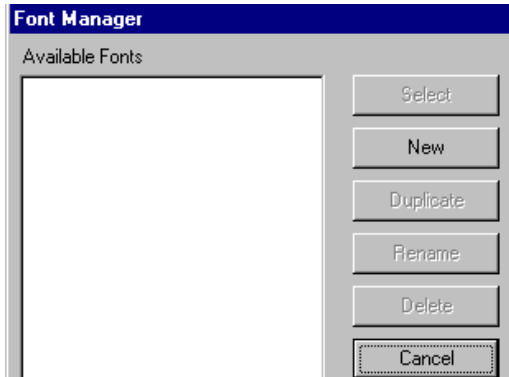 Font Manager
Available Fonts
Select
New
Duplicate
Rename
Delete
Cancel